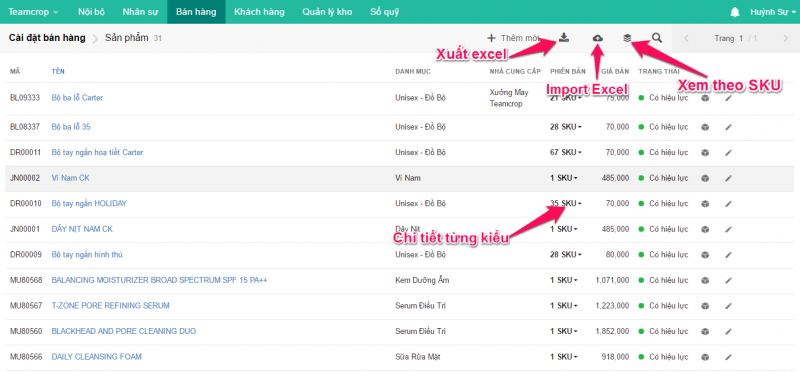 Teamcrop Nội bộ Nhân sự Bán hàng Khách hàng Quản lý kho Sổ quỹ Huỳnh Sự
Cài đặt bán hàng Sản phẩm 31 Thêm mới Trang 1 / 1
Xuất excel
Import Excel
Xem theo SKU
MÃ TÊN DANH MỤC NHÀ CUNG CẤP PHIÊN BẢN GIÁ BÁN TRẠNG THÁI
BL09333 Bộ ba lỗ Carter Unisex - Đồ Bộ Xưởng May Teamcrop 21 SKU 75,000 Có hiệu lực
BL08337 Bộ ba lỗ 35 Unisex - Đồ Bộ 28 SKU 70,000 Có hiệu lực
DR00011 Bộ tay ngắn hoạ tiết Carter Unisex - Đồ Bộ 67 SKU 70,000 Có hiệu lực
JN00002 Ví Nam CK Ví Nam 1 SKU 485,000 Có hiệu lực
DR00010 Bộ tay ngắn HOLIDAY Unisex - Đồ Bộ 35 SKU 70,000 Có hiệu lực
Chi tiết từng kiểu
JN00001 DÂY NỊT NAM CK Dây Nịt 1 SKU 485,000 Có hiệu lực
DR00009 Bộ tay ngắn hình thú Unisex - Đồ Bộ 28 SKU 80,000 Có hiệu lực
MU80568 BALANCING MOISTURIZER BROAD SPECTRUM SPF 15 PA++ Kem Dưỡng Ẩm 1 SKU 1,071,000 Có hiệu lực
MU80567 T-ZONE PORE REFINING SERUM Serum Điều Trị 1 SKU 1,223,000 Có hiệu lực
MU80560 BLACKHEAD AND PORE CLEANING DUO Serum Điều Trị 1 SKU 1,852,000 Có hiệu lực
MU80566 DAILY CLEANSING FOAM Sữa Rửa Mặt 1 SKU 918,000 Có hiệu lực